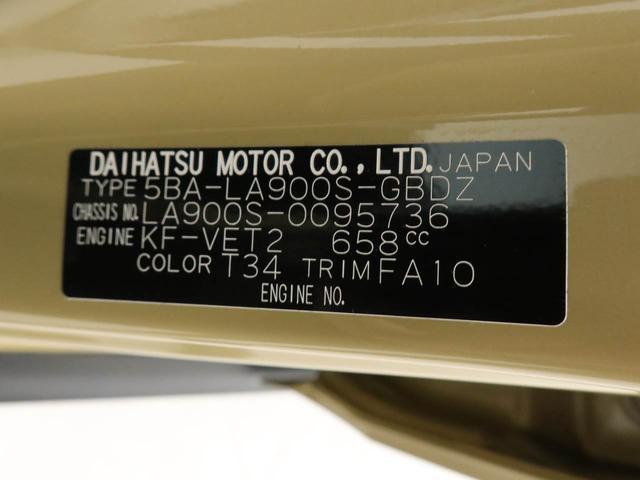 DAIHATSU MOTOR CO., LTD. JAPAN
TYPE 5BA-LA900S-GBDZ
CHASSIS NO. LA900S-0095736
ENGINE KF-VET2 658cc
COLOR T34 TRIM FA10
ENGINE NO.